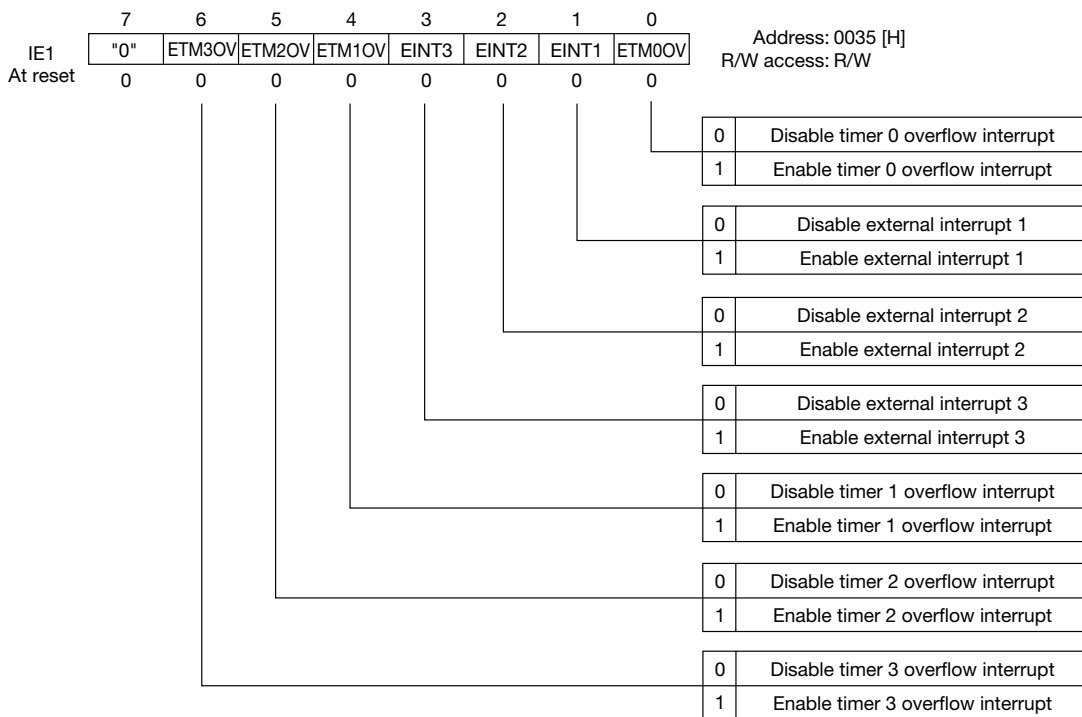 7 6 5 4 3 2 1 0
IE1 "0" ETM3OV ETM2OV ETM1OV EINT3 EINT2 EINT1 ETM0OV
At reset 0 0 0 0 0 0 0 0
Address: 0035 [H]
R/W access: R/W
0 Disable timer 0 overflow interrupt
1 Enable timer 0 overflow interrupt
0 Disable external interrupt 1
1 Enable external interrupt 1
0 Disable external interrupt 2
1 Enable external interrupt 2
0 Disable external interrupt 3
1 Enable external interrupt 3
0 Disable timer 1 overflow interrupt
1 Enable timer 1 overflow interrupt
0 Disable timer 2 overflow interrupt
1 Enable timer 2 overflow interrupt
0 Disable timer 3 overflow interrupt
1 Enable timer 3 overflow interrupt